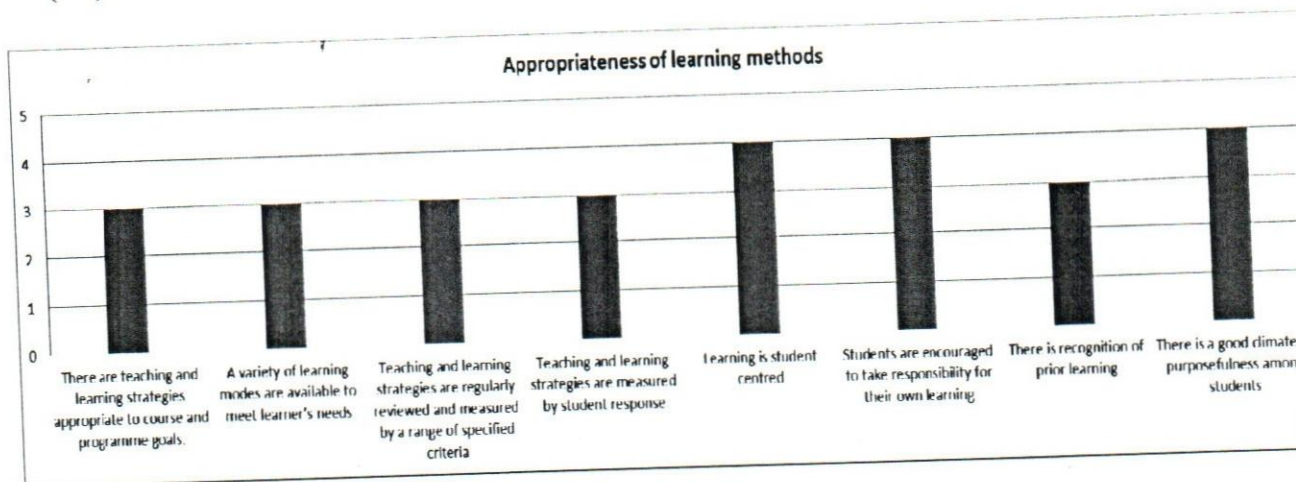 Appropriateness of learning methods
5
4
3
2
1
0
There are teaching and
learning strategies
appropriate to course and
programme goals.
A variety of learning
modes are available to
meet learner's needs
Teaching and learning
strategies are regularly
reviewed and measured
by a range of specified
criteria
Teaching and learning
strategies are measured
by student response
Learning is student
centred
Students are encouraged
to take responsibility for
their own learning
There is recognition of
prior learning
There is a good climate
purposefulness among
students